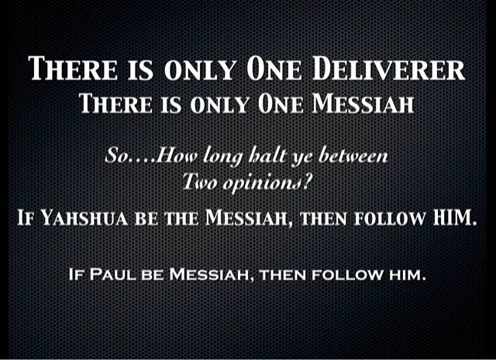 There is only One Deliverer
There is only One Messiah
So....How long halt ye between
Two opinions?
If Yahshua be the Messiah, then follow HIM.
If Paul be Messiah, then follow him.